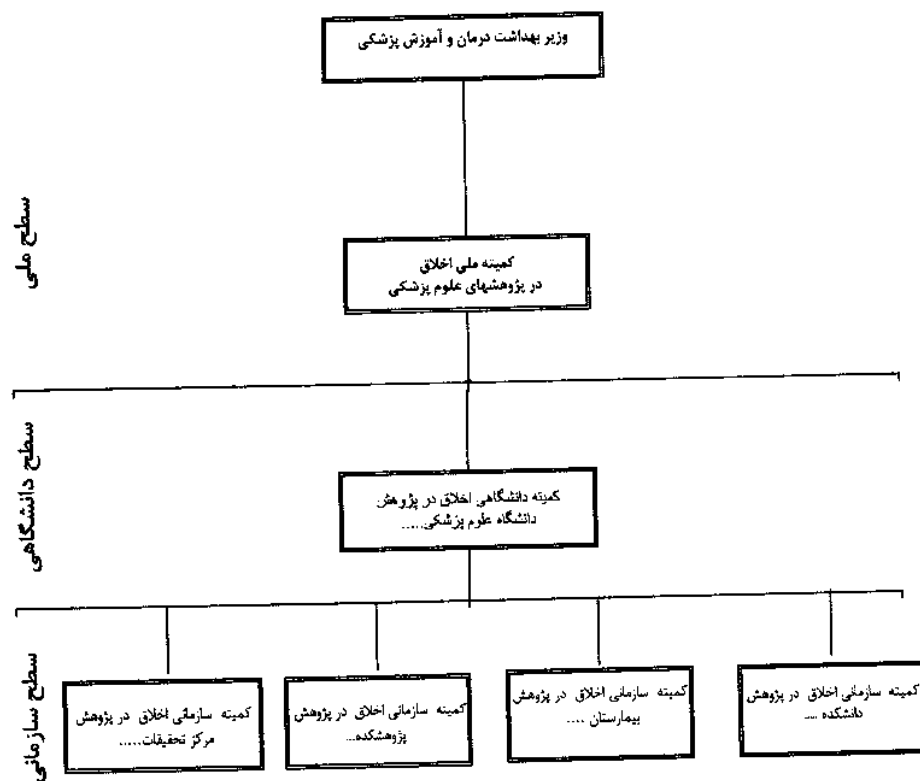 وزیر بهداشت درمان و آموزش پزشکی
سطح ملی
کمیته ملی اخلاق
در پژوهشهای علوم پزشکی
سطح دانشگاهی
کمیته دانشگاهی اخلاق در پژوهش
دانشگاه علوم پزشکی.....
سطح سازمانی
کمیته سازمانی اخلاق در پژوهش
دانشکده ....
کمیته سازمانی اخلاق در پژوهش
بیمارستان ....
کمیته سازمانی اخلاق در پژوهش
پژوهشکده...
کمیته سازمانی اخلاق در پژوهش
مرکز تحقیقات.....